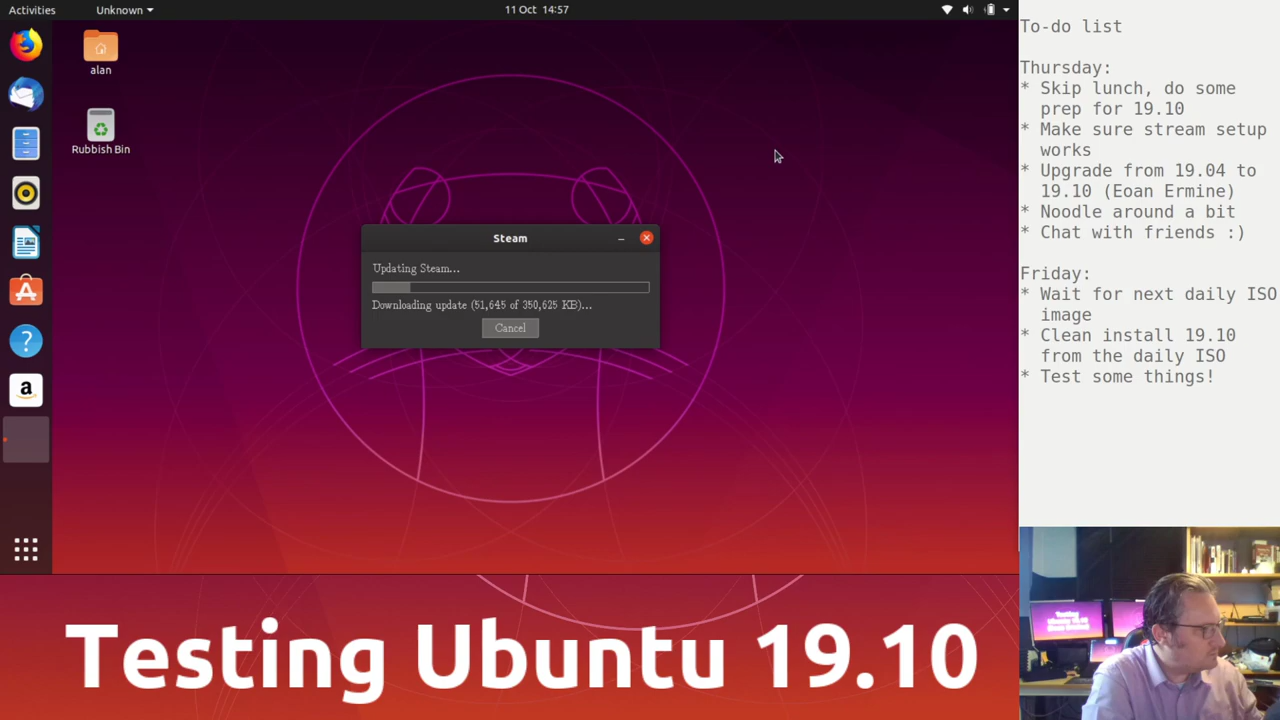 Activities
Unknown
11 Oct 14:57
alan
Rubbish Bin
Steam
Updating Steam...
Downloading update (51,645 of 350,625 KB)...
Cancel
To-do list
Thursday:
* Skip lunch, do some
prep for 19.10
* Make sure stream setup
works
* Upgrade from 19.04 to
19.10 (Eoan Ermine)
* Noodle around a bit
* Chat with friends :)
Friday:
* Wait for next daily ISO
image
* Clean install 19.10
from the daily ISO
* Test some things!
Testing Ubuntu 19.10